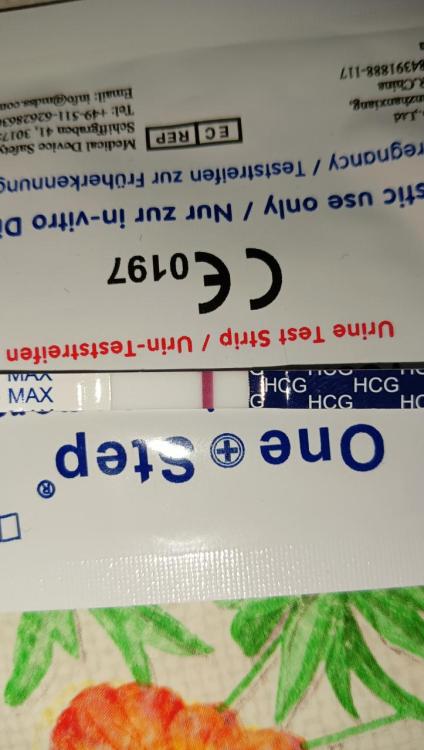 One Step®
MAX HCG HCG
MAX HCG HCG
Urine Test Strip / Urin-Teststreifen
CE 0197
stic use only / Nur zur in-vitro Di
regnancy / Teststreifen zur Früherkennung
EC REP
Medical Device Safety
Schiffgraben 41, 3017
Tel: +49-511-626286
Email: info@mdss.com
R.China